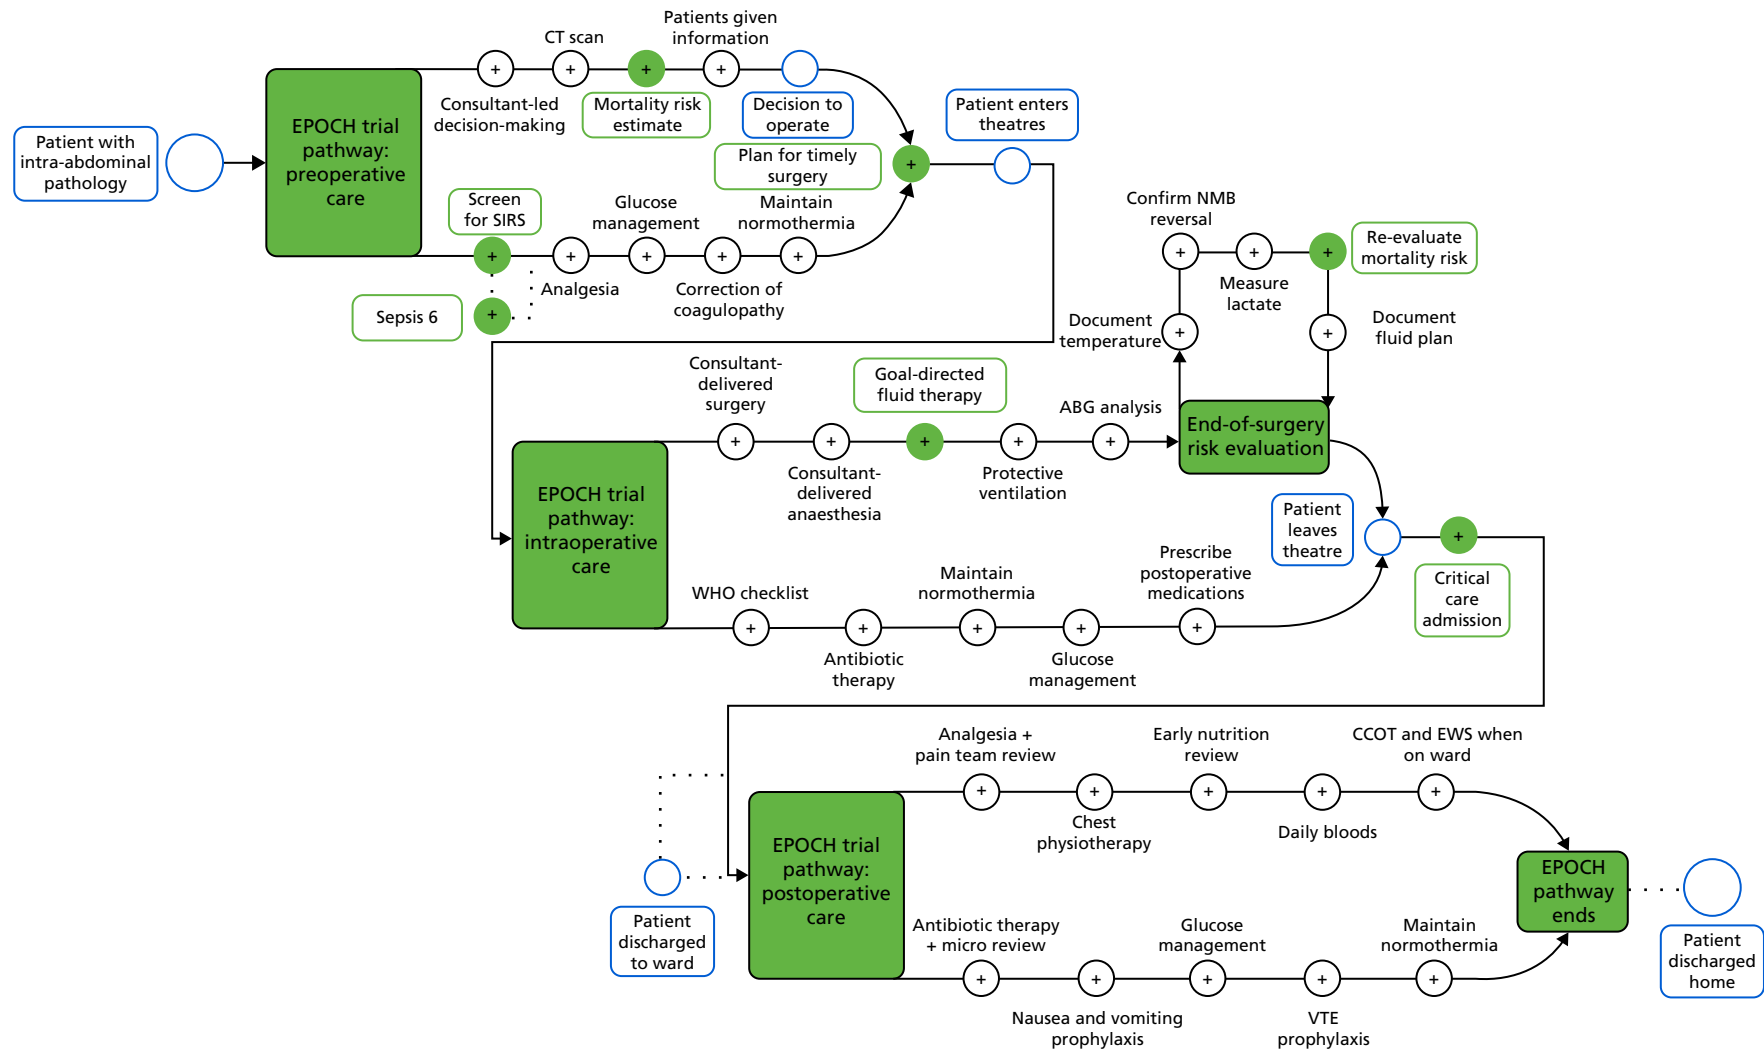 Patients given
information
CT scan
+
+
+
+
Consultant-led
decision-making
Mortality risk
estimate
Decision to
operate
Patient enters
theatres
Patient with
intra-abdominal
pathology
EPOCH trial
pathway:
preoperative
care
Plan for timely
surgery
+
Screen
for SIRS
Glucose
management
Maintain
normothermia
+
+
+
+
+
Analgesia
Correction of
coagulopathy
Sepsis 6
+
Confirm NMB
reversal
+
+
+
Re-evaluate
mortality risk
Measure
lactate
Document
temperature
+
+
Document
fluid plan
Consultant-
delivered
surgery
Goal-directed
fluid therapy
ABG analysis
+
+
+
+
+
End-of-surgery
risk evaluation
Consultant-
delivered
anaesthesia
Protective
ventilation
EPOCH trial
pathway:
intraoperative
care
Patient
leaves
theatre
+
Critical
care
admission
WHO checklist
Maintain
normothermia
Prescribe
postoperative
medications
+
+
+
+
+
Antibiotic
therapy
Glucose
management
Analgesia +
pain team review
Early nutrition
review
CCOT and EWS when
on ward
+
+
+
+
+
Chest
physiotherapy
Daily bloods
EPOCH trial
pathway:
postoperative
care
Patient
discharged
to ward
EPOCH
pathway
ends
Patient
discharged
home
Antibiotic therapy
+ micro review
Glucose
management
Maintain
normothermia
+
+
+
+
+
Nausea and vomiting
prophylaxis
VTE
prophylaxis